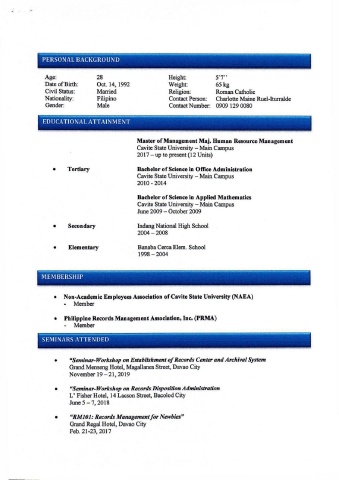 PERSONAL BACKGROUND
Age: 28 Height: 5'7"
Date of Birth: Oct. 14, 1992 Weight: 65 kg
Civil Status: Married Religion: Roman Catholic
Nationality: Filipino Contact Person: Charlotte Maine Rusi-Iturralde
Gender: Male Contact Number: 0909 129 0080
EDUCATIONAL ATTAINMENT
Master of Management Maj. Human Resource Management
Cavite State University – Main Campus
2017 – up to present (12 Units)
• Tertiary Bachelor of Science in Office Administration
Cavite State University – Main Campus
2010 - 2014
Bachelor of Science in Applied Mathematics
Cavite State University – Main Campus
June 2009 – October 2009
• Secondary Indang National High School
2004 – 2008
• Elementary Banaba Cerca Elem. School
1998 – 2004
MEMBERSHIP
• Non-Academic Employees Association of Cavite State University (NAEA)
- Member
• Philippine Records Management Association, Inc. (PRMA)
- Member
SEMINARS ATTENDED
• "Seminar-Workshop on Establishment of Records Center and Archival System
Grand Menseng Hotel, Magallanes Street, Davao City
November 19 – 21, 2019
• "Seminar-Workshop on Records Disposition Administration
L' Fisher Hotel, 14 Lacson Street, Bacolod City
June 5 – 7, 2018
• "RM101: Records Management for Newbies"
Grand Regal Hotel, Davao City
Feb. 21-23, 2017